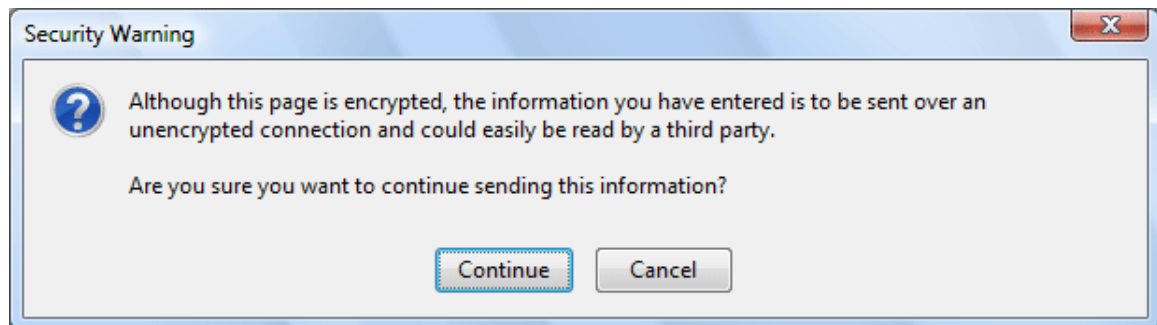 Security Warning
Although this page is encrypted, the information you have entered is to be sent over an
unencrypted connection and could easily be read by a third party.
Are you sure you want to continue sending this information?
Continue Cancel